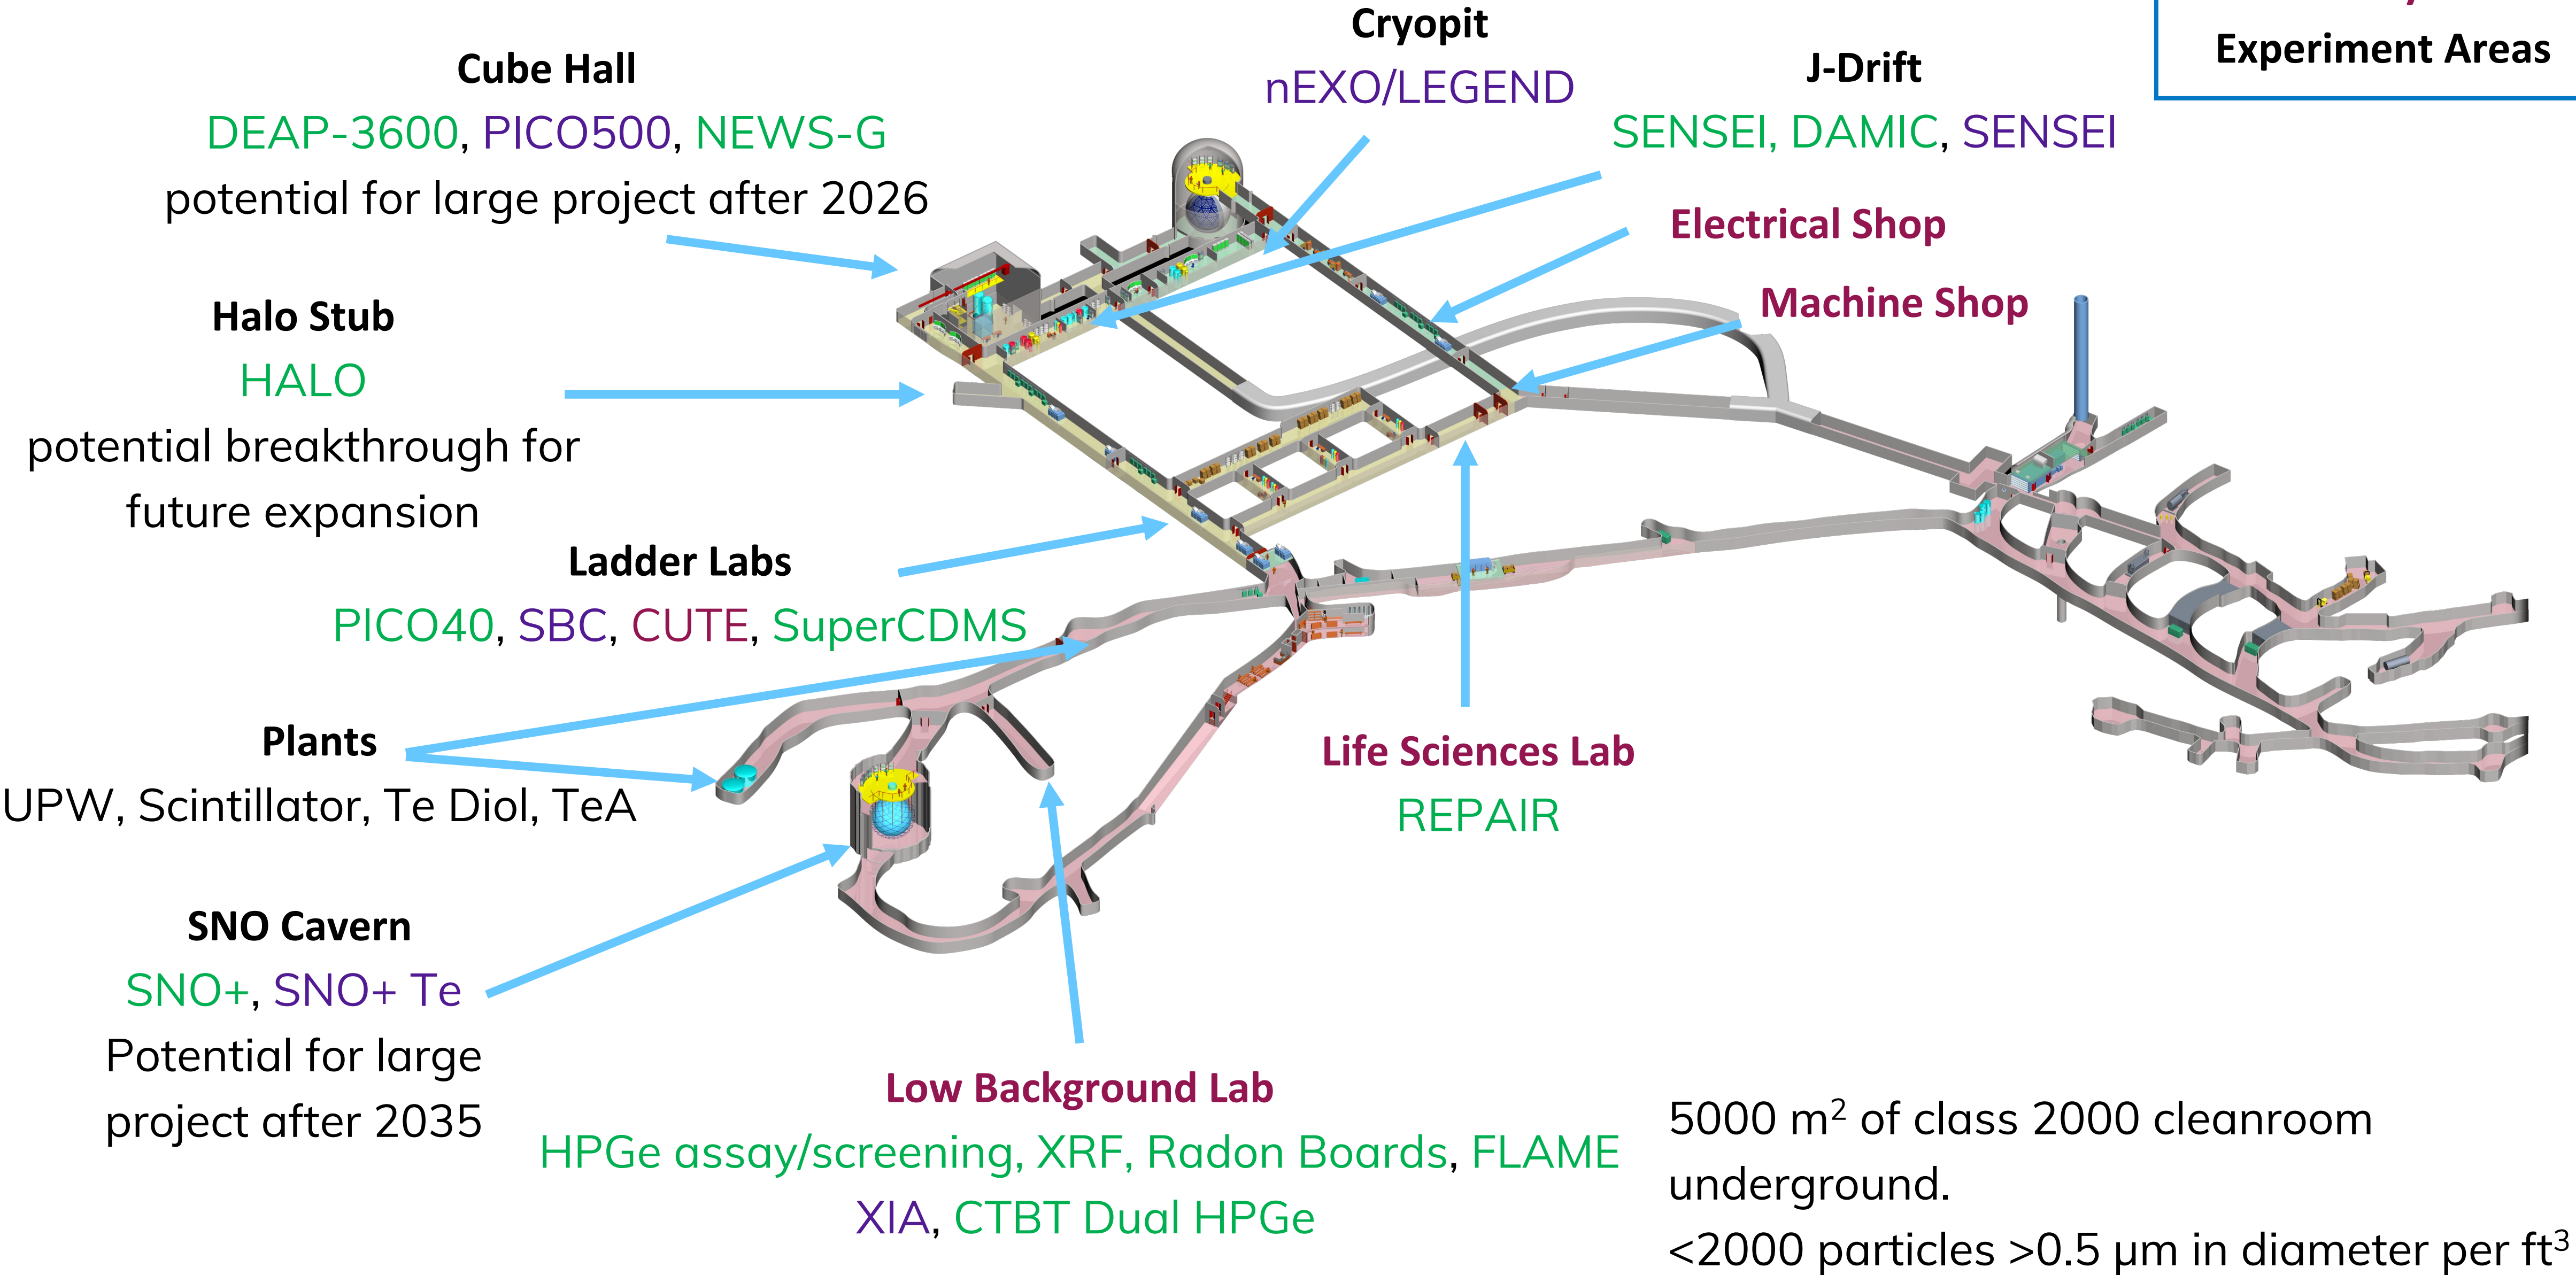 Cryopit
nEXO/LEGEND
Experiment Areas
Cube Hall
DEAP-3600, PICO500, NEWS-G
potential for large project after 2026
J-Drift
SENSEI, DAMIC, SENSEI
Electrical Shop
Machine Shop
Halo Stub
HALO
potential breakthrough for
future expansion
Ladder Labs
PICO40, SBC, CUTE, SuperCDMS
Plants
UPW, Scintillator, Te Diol, TeA
Life Sciences Lab
REPAIR
SNO Cavern
SNO+, SNO+ Te
Potential for large
project after 2035
Low Background Lab
HPGe assay/screening, XRF, Radon Boards, FLAME
XIA, CTBT Dual HPGe
5000 m² of class 2000 cleanroom
underground.
<2000 particles >0.5 µm in diameter per ft³